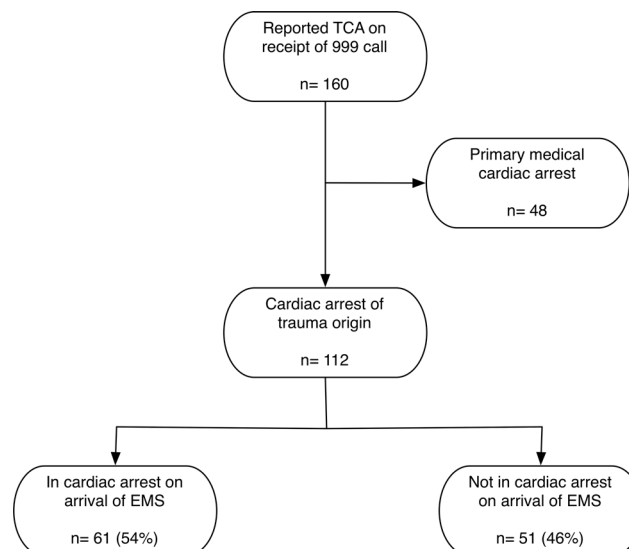 Reported TCA on
receipt of 999 call
n= 160
Primary medical
cardiac arrest
n= 48
Cardiac arrest of
trauma origin
n= 112
In cardiac arrest on
arrival of EMS
n= 61 (54%)
Not in cardiac arrest
on arrival of EMS
n= 51 (46%)